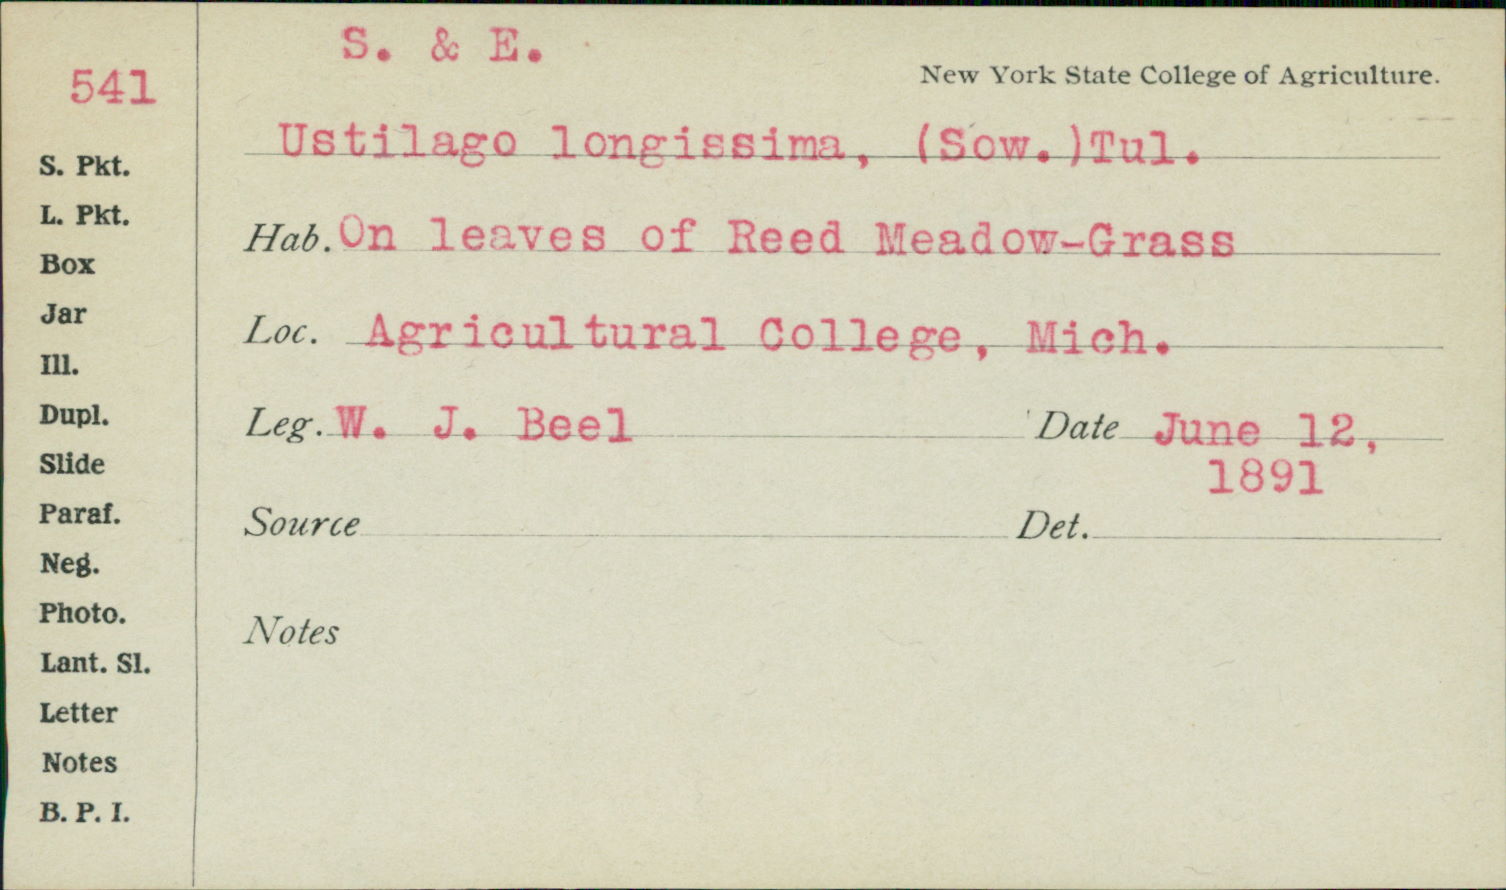 S. & E.
541
New York State College of Agriculture.
Ustilago longissima, (Sow.)Tul.
S. Pkt.
L. Pkt.
Hab. On leaves of Reed Meadow-Grass
Box
Jar
Loc. Agricultural College, Mich.
Ill.
Dupl.
Leg. W. J. Beel Date June 12,
1891
Slide
Paraf.
Source Det.
Neg.
Photo.
Notes
Lant. Sl.
Letter
Notes
B. P. I.